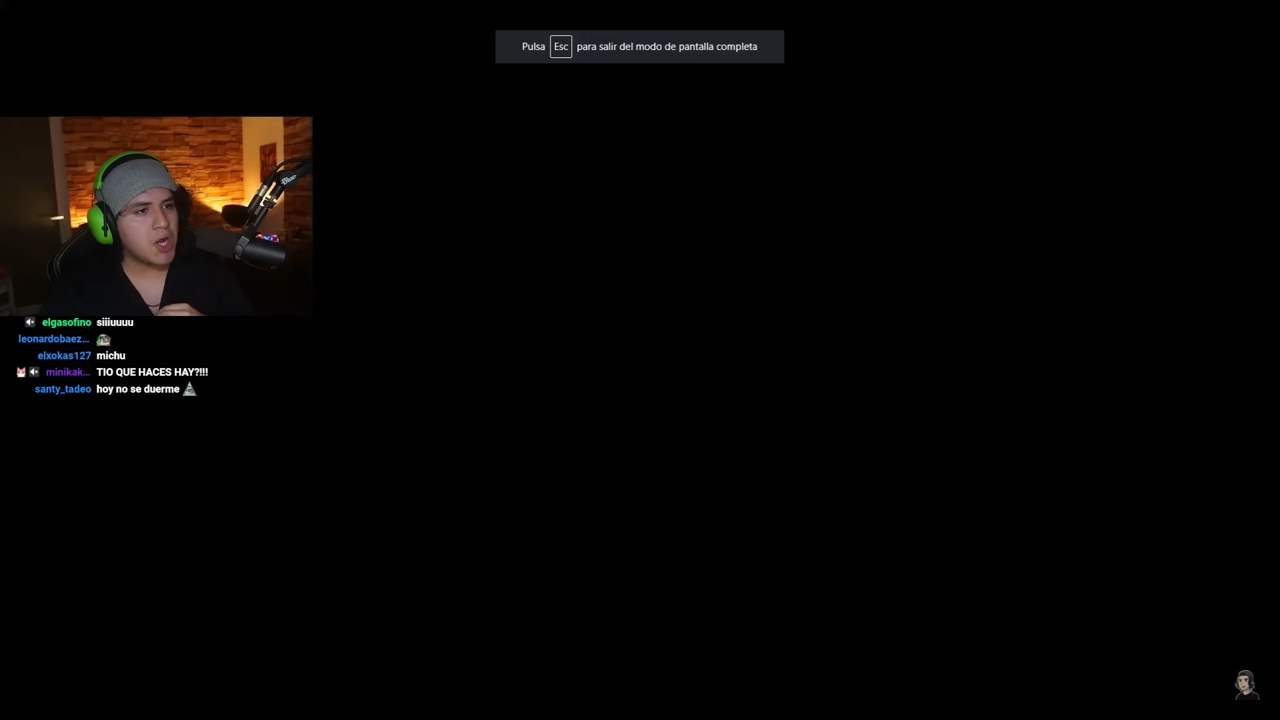 Pulsa Esc para salir del modo de pantalla completa
elgasofino siiiuuuu
leonardobaez...
elxokas127 michu
minikak... TIO QUE HACES HAY?!!!
santy_tadeo hoy no se duerme